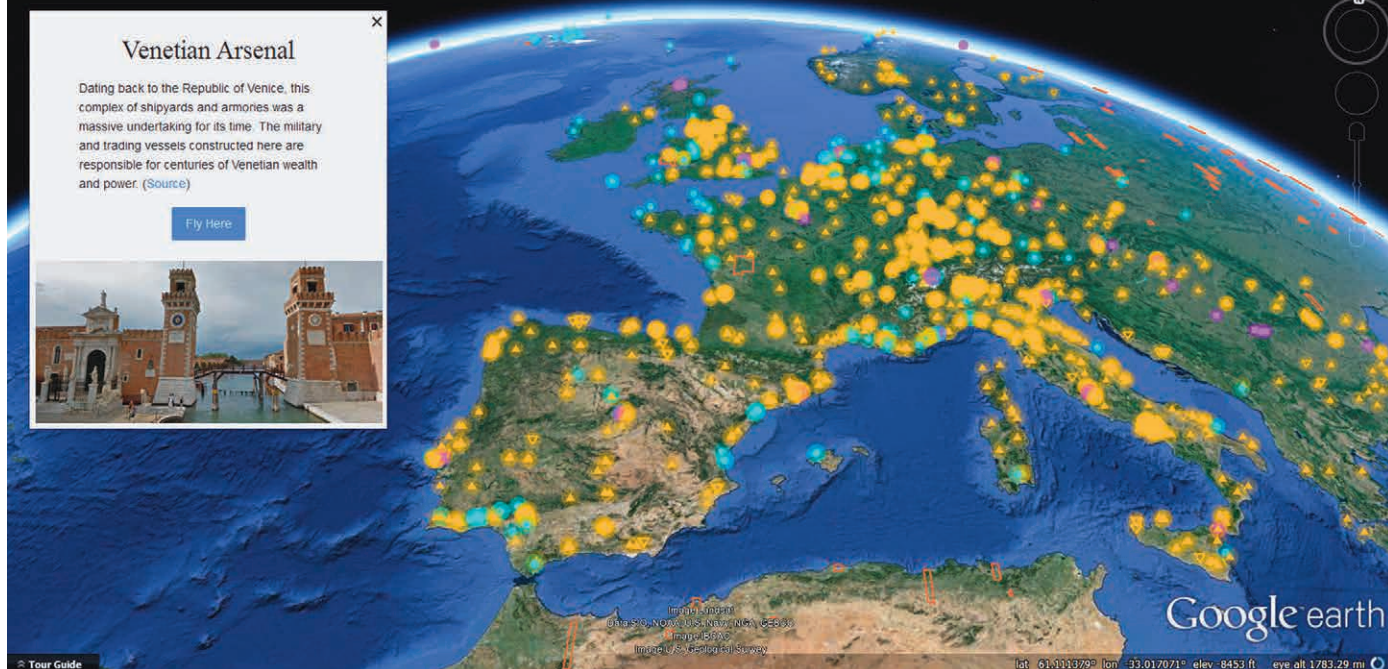 Venetian Arsenal
Dating back to the Republic of Venice, this
complex of shipyards and armories was a
massive undertaking for its time. The military
and trading vessels constructed here are
responsible for centuries of Venetian wealth
and power. (Source)
Fly Here
Image Landsat
Data SIO, NOAA, U.S. Navy, NGA, GEBCO
Image IBCAO
Image U.S. Geological Survey
Google earth
Tour Guide
lat 61.111379° lon -33.017071° elev -8453 ft eye alt 1783.29 mi